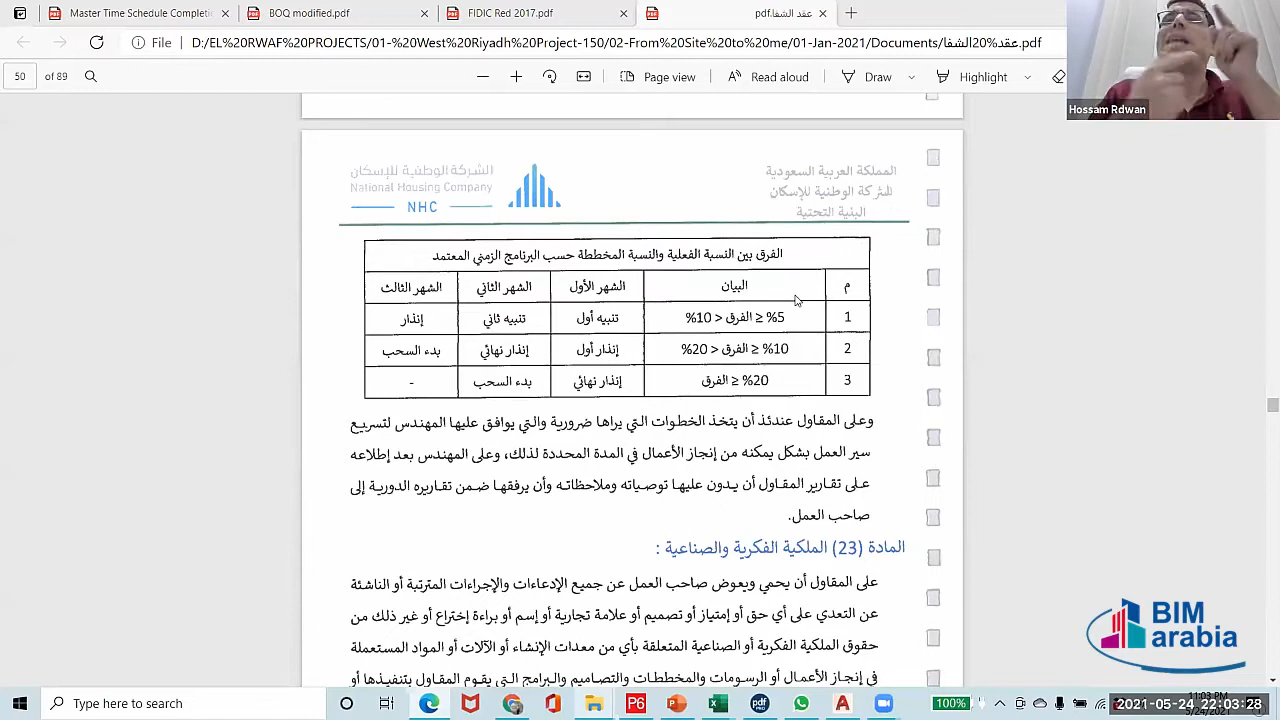 Master Time Schedule Completi
BOQ modified.pdf
FIDIC Red 2017.pdf
عقد الشفا.pdf
File
D:/EL%20RWAF%20PROJECTS/01-%20West%20Riyadh%20Project-150/02-From%20Site%20to%20me/01-Jan-2021/Documents/عقد%20الشفا.pdf
50 of 89
Page view
Read aloud
Draw
Highlight
Hossam Rdwan
المملكة العربية السعودية
الشركة الوطنية للإسكان
البنية التحتية
الشركة الوطنية للإسكان
National Housing Company
NHC
الفرق بين النسبة الفعلية والنسبة المخططة حسب البرنامج الزمني المعتمد
م البيان الشهر الأول الشهر الثاني الشهر الثالث
1 5% ≤ الفرق < 10% تنبيه أول تنبيه ثاني إنذار
2 10% ≤ الفرق < 20% إنذار أول إنذار نهائي بدء السحب
3 20% ≤ الفرق إنذار نهائي بدء السحب -
وعلى المقاول عندئذ أن يتخذ الخطوات التي يراها ضرورية والتي يوافق عليها المهندس لتسريع
سير العمل بشكل يمكنه من إنجاز الأعمال في المدة المحددة لذلك، وعلى المهندس بعد إطلاعه
على تقارير المقاول أن يدون عليها توصياته وملاحظاته وأن يرفقها ضمن تقاريره الدورية إلى
صاحب العمل.
المادة (23) الملكية الفكرية والصناعية :
على المقاول أن يحمي ويعوض صاحب العمل عن جميع الإدعاءات والإجراءات المترتبة أو الناشئة
عن التعدي على أي حق أو إمتياز أو تصميم أو علامة تجارية أو إسم أو براءة إختراع أو غير ذلك من
حقوق الملكية الفكرية أو الصناعية المتعلقة بأي من معدات الإنشاء أو الآلات أو المواد المستعملة
في إنجاز الأعمال أو الرسومات والمخططات والتصاميم والبرامج التي يقوم المقاول بتنفيذها أو
BIM
arabia
Type here to search
100%
11:03 PM
2021-05-24 22:03:28